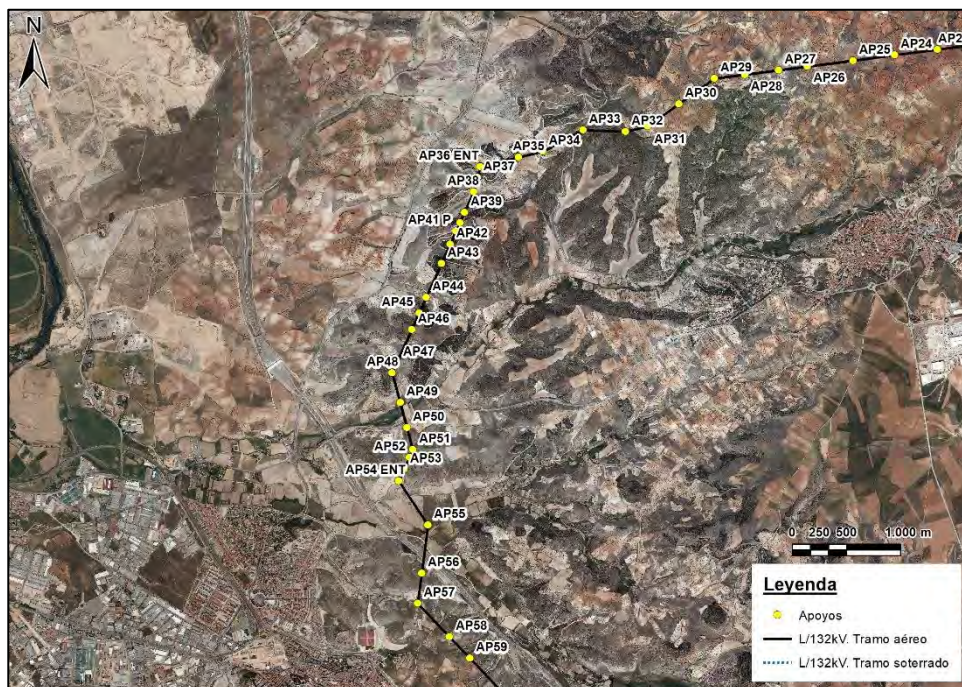 N
AP2
AP24
AP25
AP27
AP26
AP29
AP28
AP30
AP33
AP32
AP31
AP35
AP34
AP36 ENT
AP37
AP38
AP39
AP41 P
AP42
AP43
AP44
AP45
AP46
AP47
AP48
AP49
AP50
AP51
AP52
AP53
AP54 ENT
AP55
AP56
AP57
AP58
AP59
0 250 500 1.000 m
Leyenda
Apoyos
L/132kV. Tramo aéreo
L/132kV. Tramo soterrado